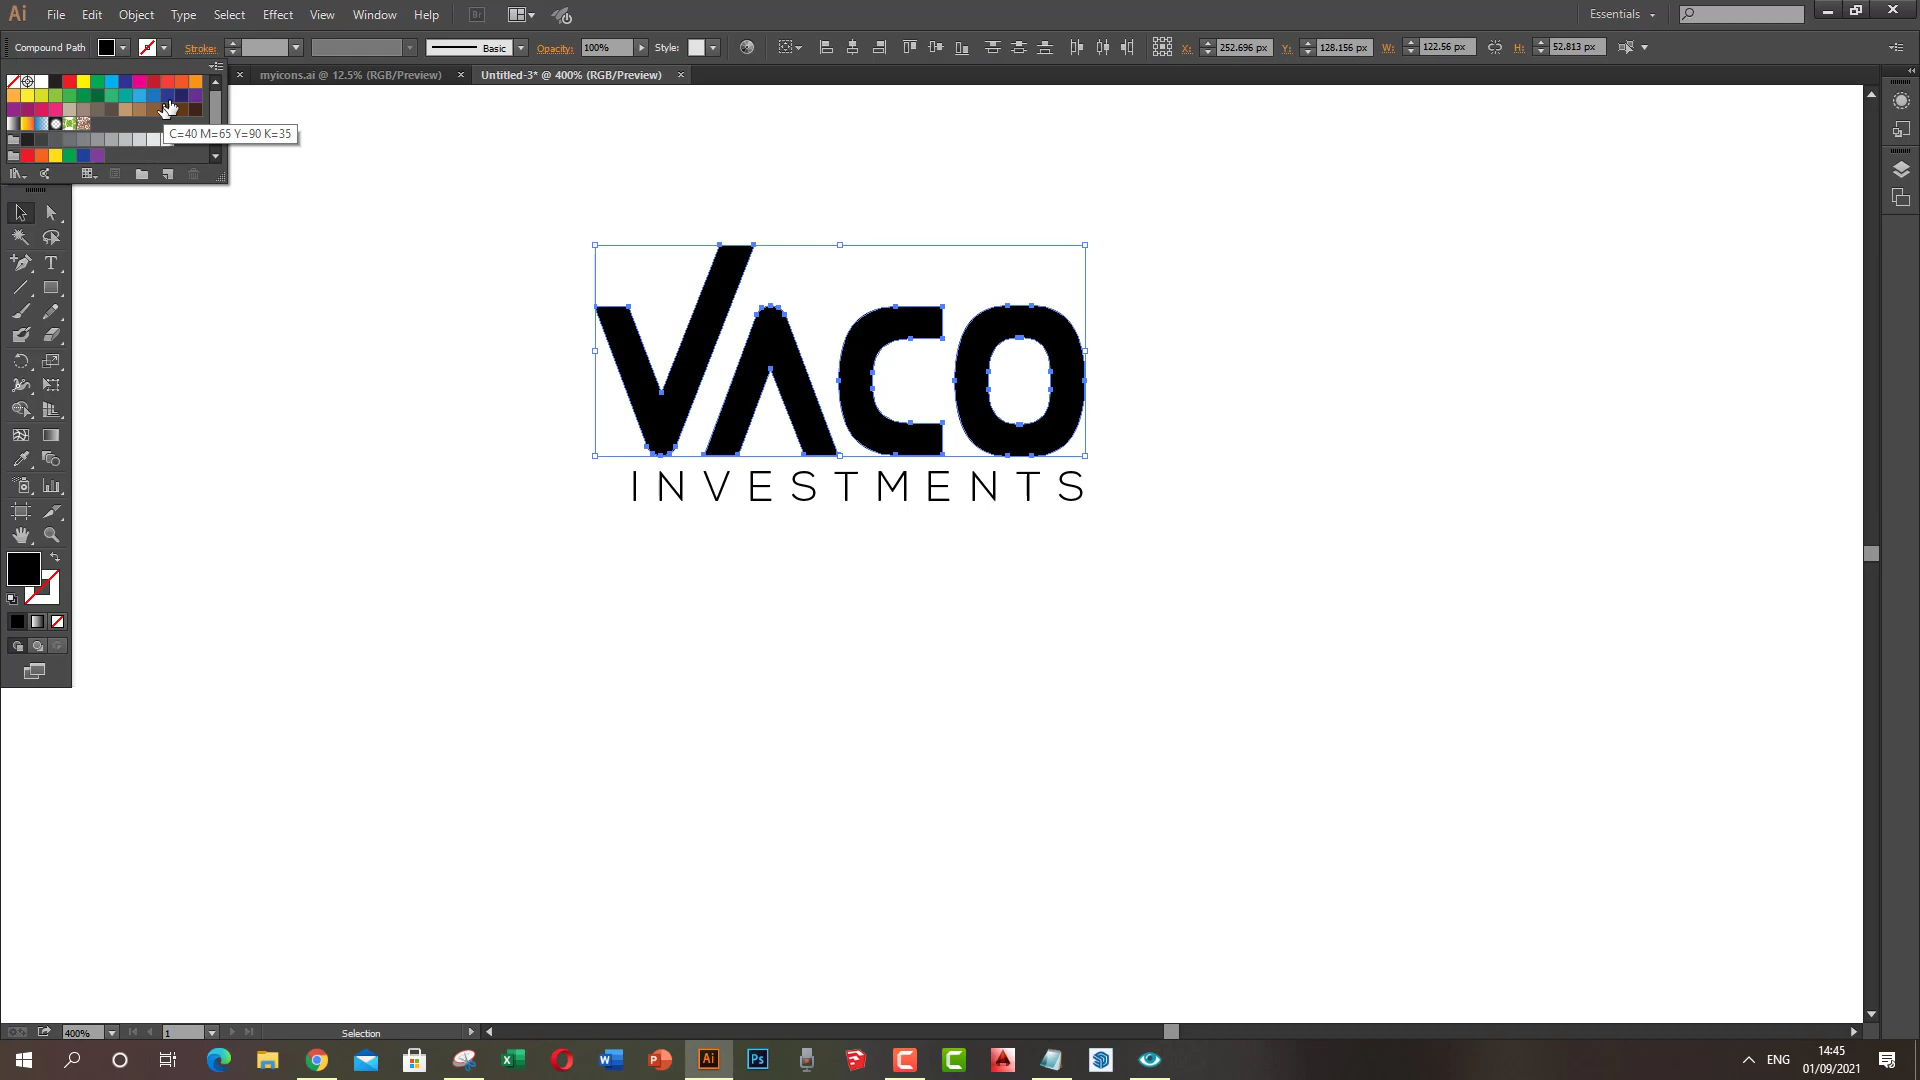 Ai File Edit Object Type Select Effect View Window Help Br Essentials
Compound Path Stroke: Basic Opacity: 100% Style: X: 252.696 px Y: 128.156 px W: 122.56 px H: 52.813 px
myicons.ai @ 12.5% (RGB/Preview) Untitled-3* @ 400% (RGB/Preview)
C=40 M=65 Y=90 K=35
VACO
INVESTMENTS
400% 1 Selection
ENG 14:45
01/09/2021